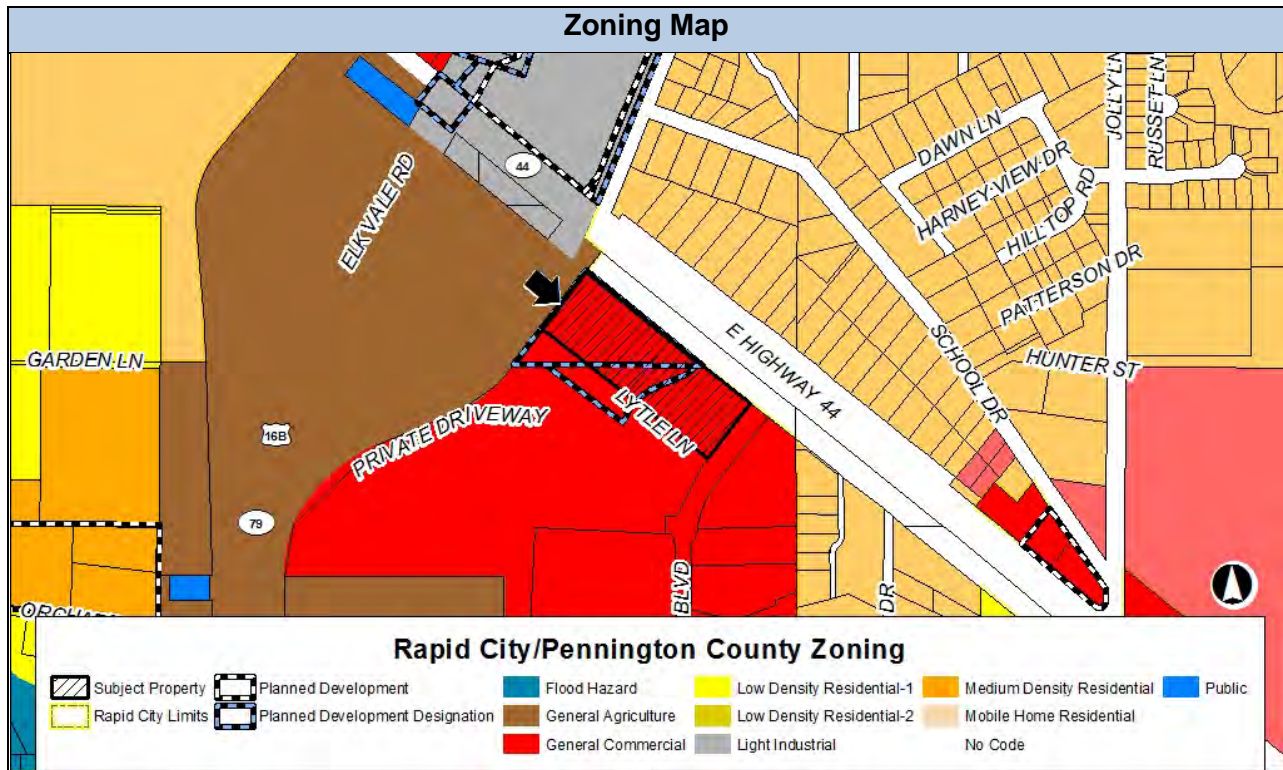 Zoning Map
JOLLY LN
RUSSET LN
DAWN LN
44
ELK VALE RD
HARNEY VIEW DR
HILLTOP RD
PATTERSON DR
E HIGHWAY 44
SCHOOL DR
HUNTER ST
GARDEN LN
LYTLE LN
16B
PRIVATE DRIVEWAY
79
BLVD
DR
Rapid City/Pennington County Zoning
Subject Property
Planned Development
Flood Hazard
Low Density Residential-1
Medium Density Residential
Public
Rapid City Limits
Planned Development Designation
General Agriculture
Low Density Residential-2
Mobile Home Residential
General Commercial
Light Industrial
No Code